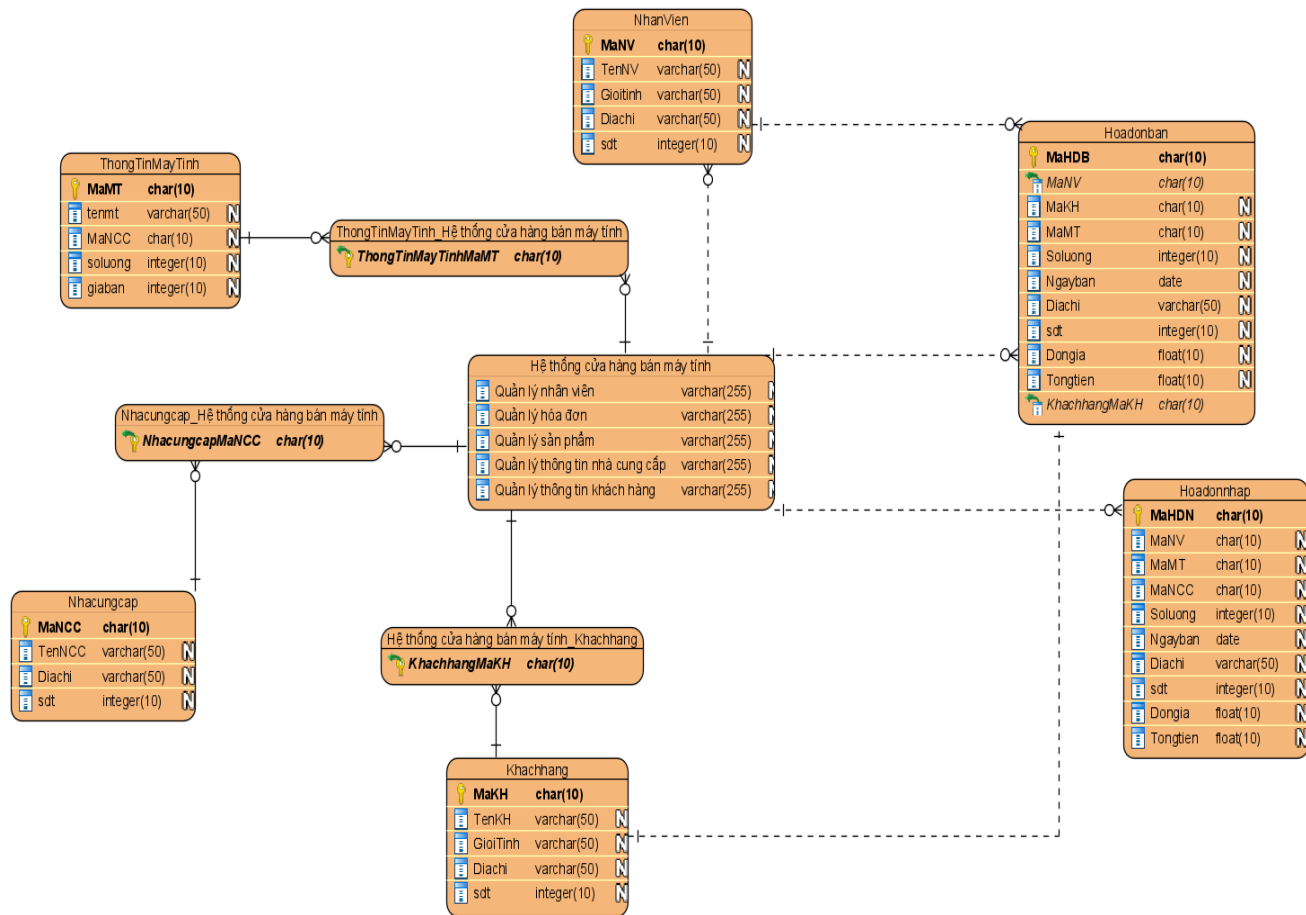 NhanVien
MaNV char(10)
TenNV varchar(50) N
Gioitinh varchar(50) N
Diachi varchar(50) N
sdt integer(10) N
Hoadonban
MaHDB char(10)
MaNV char(10)
MaKH char(10) N
MaMT char(10) N
Soluong integer(10) N
Ngayban date N
Diachi varchar(50) N
sdt integer(10) N
Dongia float(10) N
Tongtien float(10) N
KhachhangMaKH char(10)
ThongTinMayTinh
MaMT char(10)
tenmt varchar(50) N
MaNCC char(10) N
soluong integer(10) N
giaban integer(10) N
ThongTinMayTinh_Hệ thống cửa hàng bán máy tính
ThongTinMayTinhMaMT char(10)
Hệ thống cửa hàng bán máy tính
Quản lý nhân viên varchar(255) N
Quản lý hóa đơn varchar(255) N
Quản lý sản phẩm varchar(255) N
Quản lý thông tin nhà cung cấp varchar(255) N
Quản lý thông tin khách hàng varchar(255) N
Nhacungcap_Hệ thống cửa hàng bán máy tính
NhacungcapMaNCC char(10)
Hoadonnhap
MaHDN char(10)
MaNV char(10) N
MaMT char(10) N
MaNCC char(10) N
Soluong integer(10) N
Ngayban date N
Diachi varchar(50) N
sdt integer(10) N
Dongia float(10) N
Tongtien float(10) N
Nhacungcap
MaNCC char(10)
TenNCC varchar(50) N
Diachi varchar(50) N
sdt integer(10) N
Hệ thống cửa hàng bán máy tính_Khachhang
KhachhangMaKH char(10)
Khachhang
MaKH char(10)
TenKH varchar(50) N
GioiTinh varchar(50) N
Diachi varchar(50) N
sdt integer(10) N